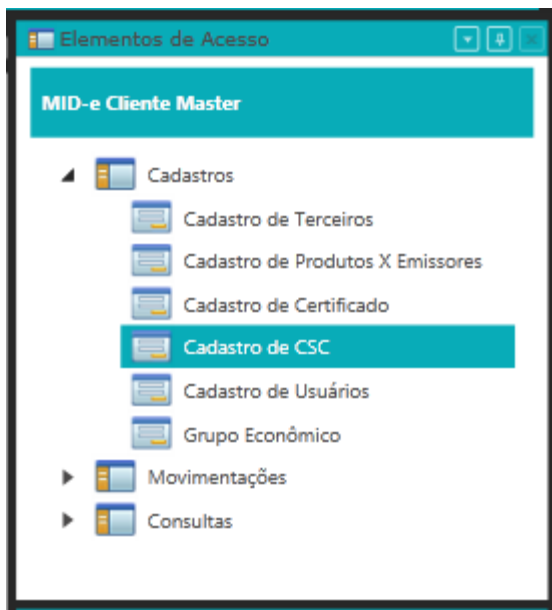 Elementos de Acesso
MID-e Cliente Master
Cadastros
Cadastro de Terceiros
Cadastro de Produtos X Emissores
Cadastro de Certificado
Cadastro de CSC
Cadastro de Usuários
Grupo Econômico
Movimentações
Consultas